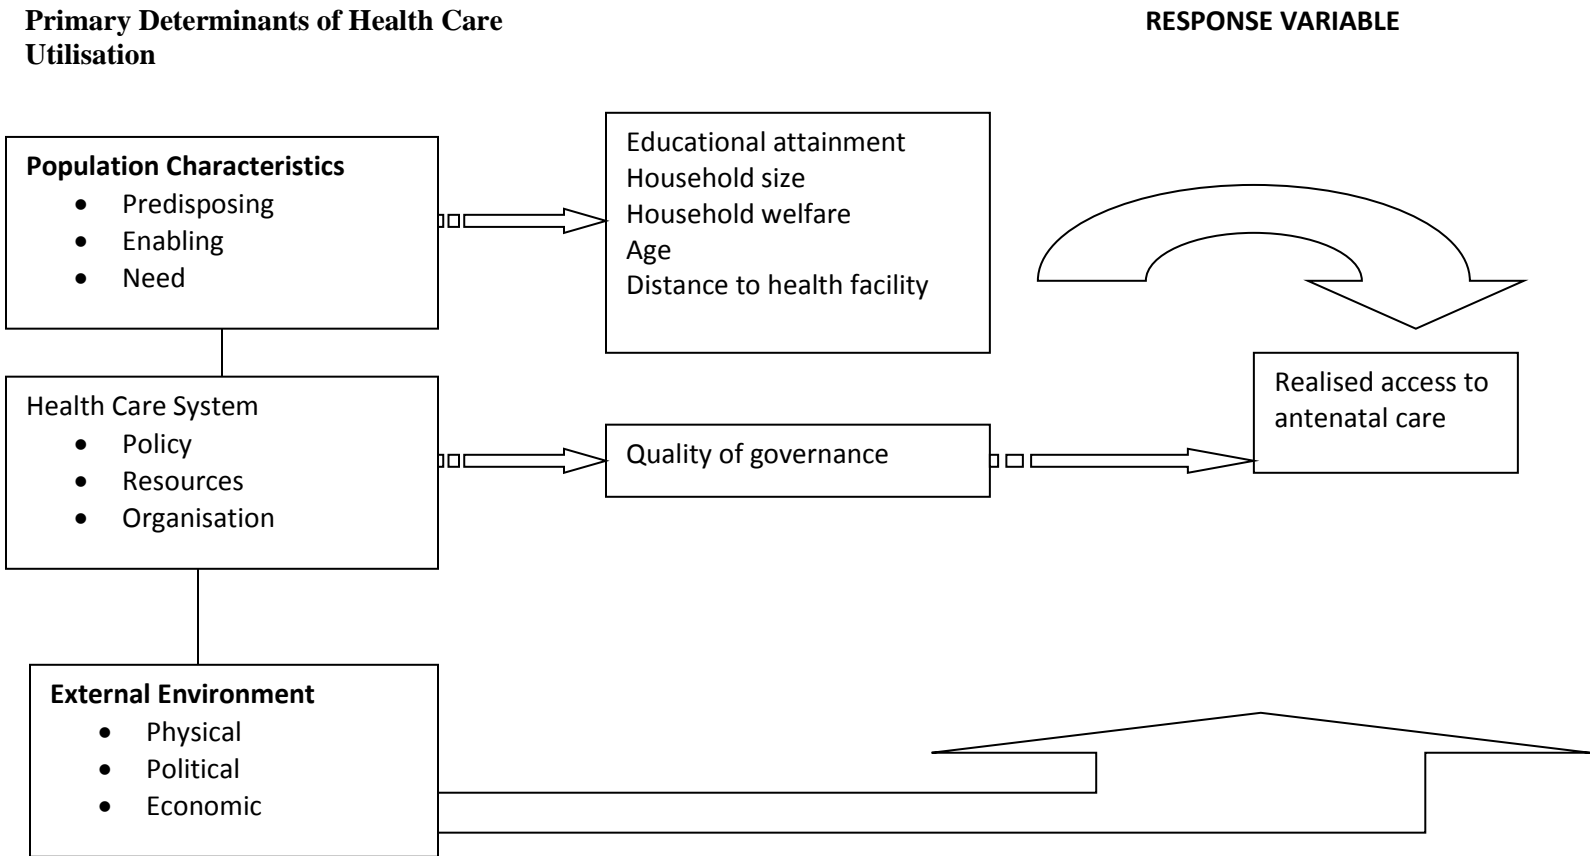 Primary Determinants of Health Care
Utilisation
RESPONSE VARIABLE
Population Characteristics
• Predisposing
• Enabling
• Need
Educational attainment
Household size
Household welfare
Age
Distance to health facility
Health Care System
• Policy
• Resources
• Organisation
Quality of governance
Realised access to
antenatal care
External Environment
• Physical
• Political
• Economic